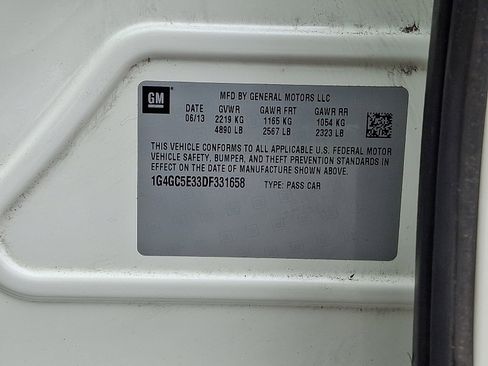 GM
MFD BY GENERAL MOTORS LLC
DATE GVWR GAWR FRT GAWR RR
06/13 2219 KG 1165 KG 1054 KG
4890 LB 2567 LB 2323 LB
THIS VEHICLE CONFORMS TO ALL APPLICABLE U.S. FEDERAL MOTOR
VEHICLE SAFETY, BUMPER, AND THEFT PREVENTION STANDARDS IN
EFFECT ON THE DATE OF MANUFACTURE SHOWN ABOVE.
1G4GC5E33DF331658 TYPE: PASS CAR